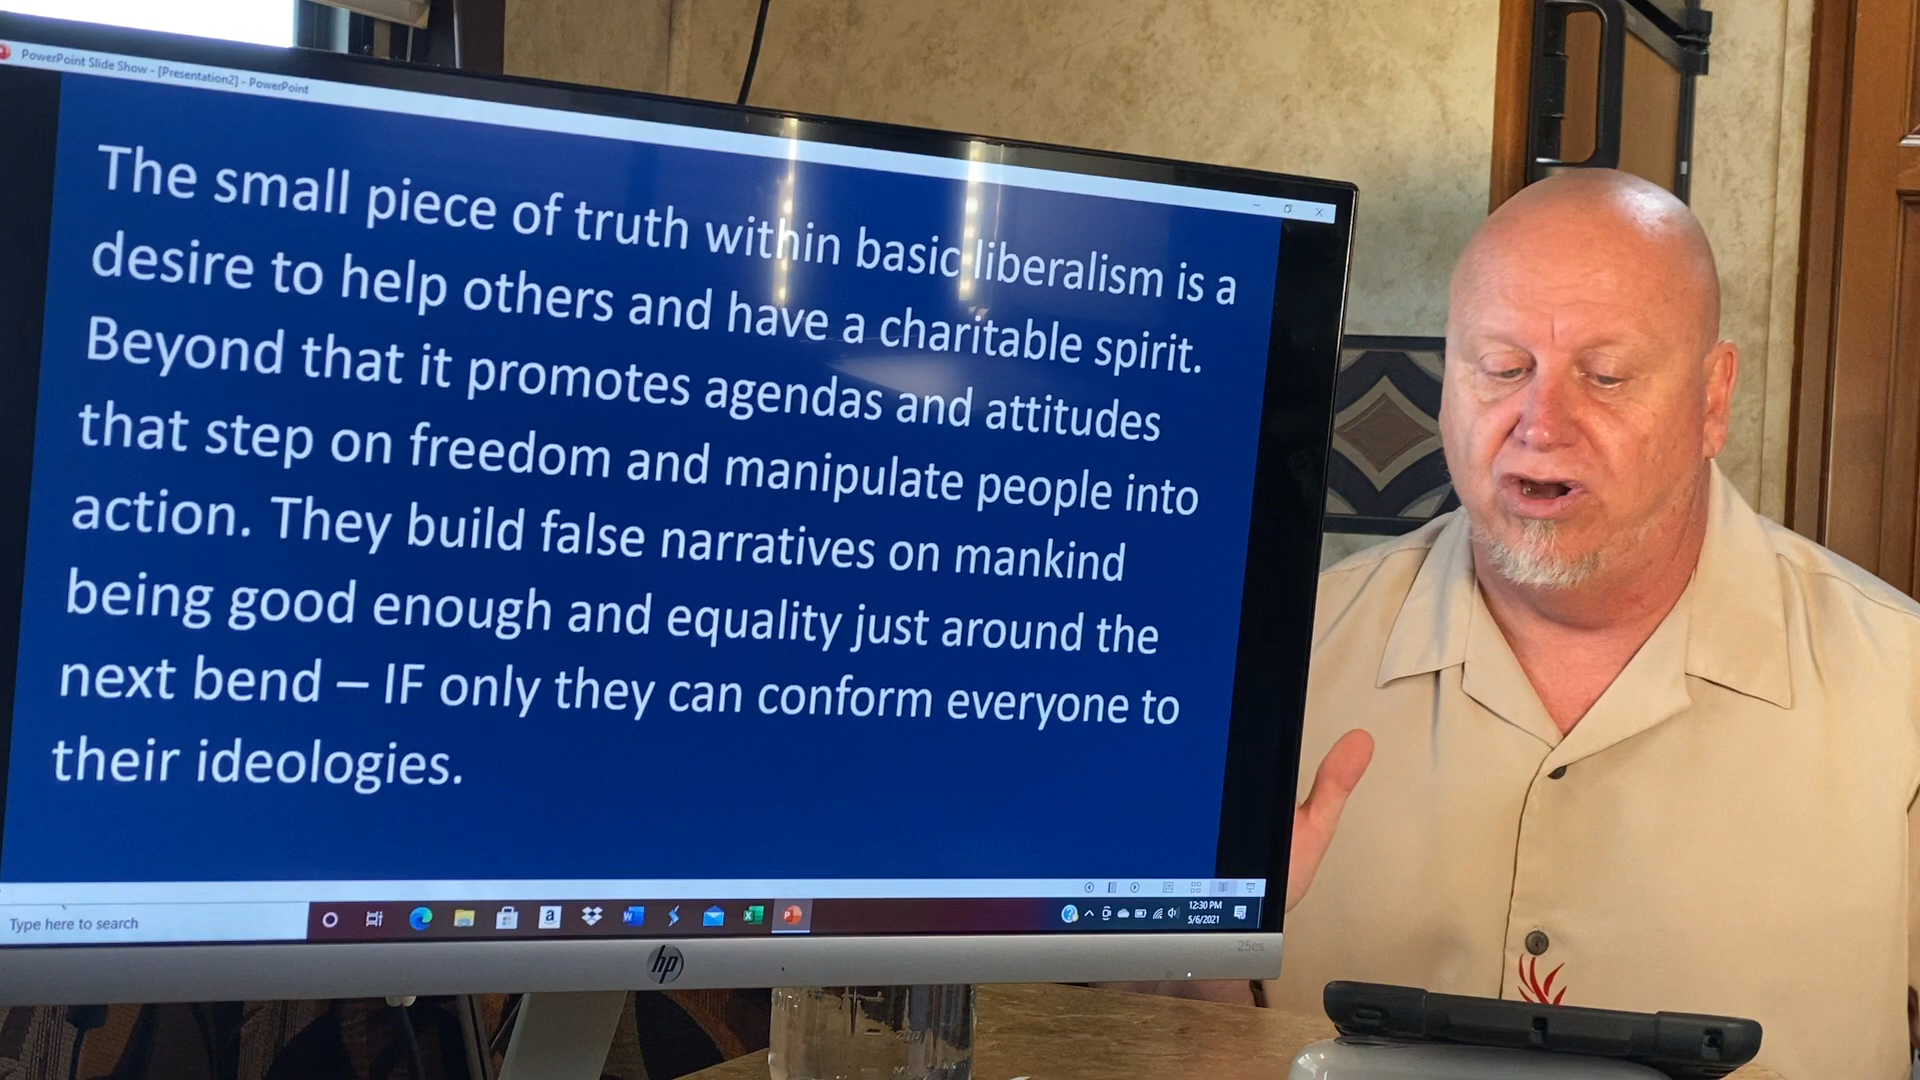 PowerPoint Slide Show - [Presentation2] - PowerPoint
The small piece of truth within basic liberalism is a
desire to help others and have a charitable spirit.
Beyond that it promotes agendas and attitudes
that step on freedom and manipulate people into
action. They build false narratives on mankind
being good enough and equality just around the
next bend – IF only they can conform everyone to
their ideologies.
Type here to search
12:30 PM
5/6/2021
hp
25es